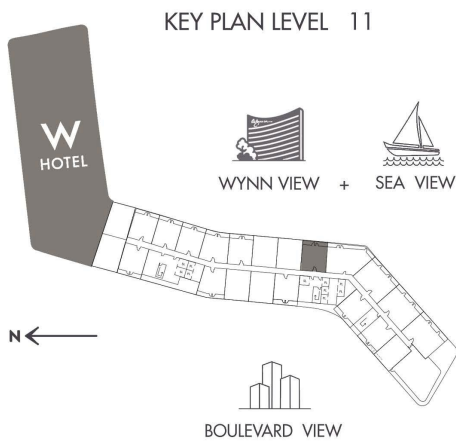 KEY PLAN LEVEL 11
W
HOTEL
WYNN VIEW + SEA VIEW
N
BOULEVARD VIEW